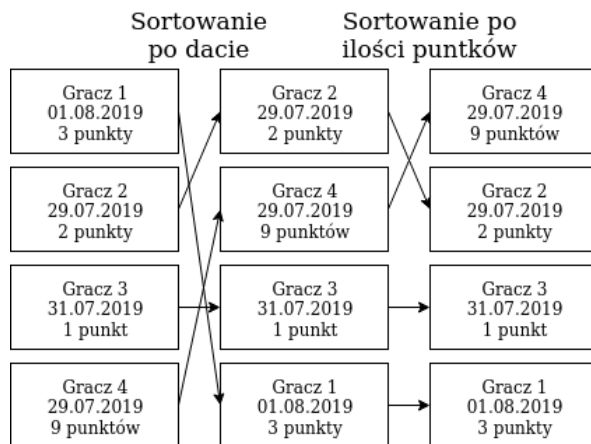 Sortowanie
po dacie
Sortowanie po
ilości puntków
Gracz 1
01.08.2019
3 punkty
Gracz 2
29.07.2019
2 punkty
Gracz 3
31.07.2019
1 punkt
Gracz 4
29.07.2019
9 punktów
Gracz 2
29.07.2019
2 punkty
Gracz 4
29.07.2019
9 punktów
Gracz 3
31.07.2019
1 punkt
Gracz 1
01.08.2019
3 punkty
Gracz 4
29.07.2019
9 punktów
Gracz 2
29.07.2019
2 punkty
Gracz 3
31.07.2019
1 punkt
Gracz 1
01.08.2019
3 punkty